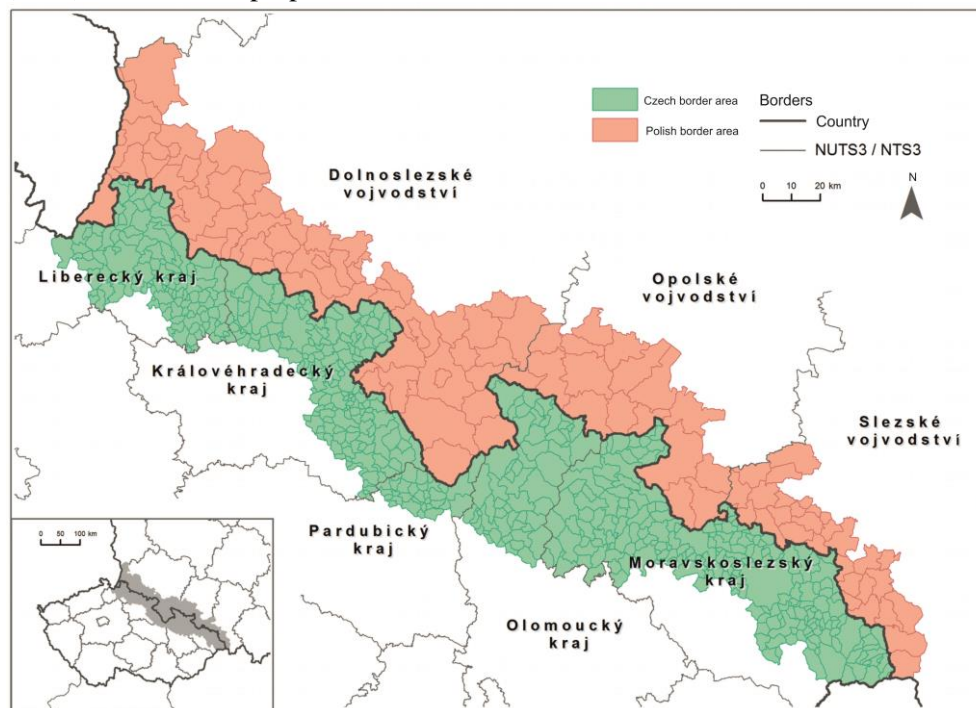 Czech border area
Polish border area
Borders
Country
NUTS3 / NTS3
0 10 20 km
N
Dolnoslezské
vojvodství
Opolské
vojvodství
Liberecký kraj
Královéhradecký
kraj
Slezské
vojvodství
Pardubický
kraj
Moravskoslezský
kraj
Olomoucký
kraj
0 50 100 km